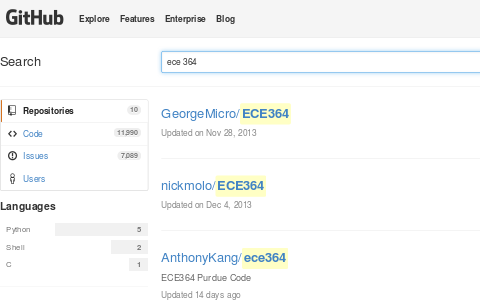 GitHub Explore Features Enterprise Blog
Search
ece 364
Repositories 10
Code 11,990
Issues 7,089
Users
Languages
Python 5
Shell 2
C 1
GeorgeMicro/ECE364
Updated on Nov 28, 2013
nickmolo/ECE364
Updated on Dec 4, 2013
AnthonyKang/ece364
ECE364 Purdue Code
Updated 14 days ago